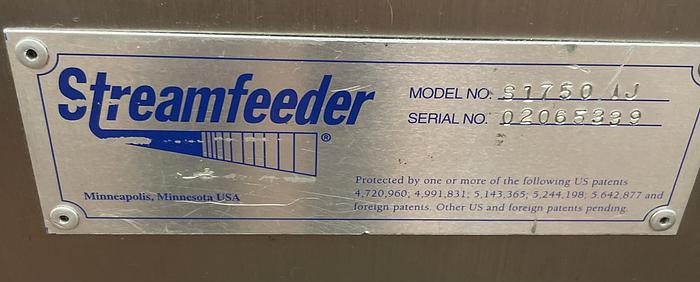 Streamfeeder®
MODEL NO. S1750 IJ
SERIAL NO. 02065339
Minneapolis, Minnesota USA
Protected by one or more of the following US patents
4,720,960; 4,991,831; 5,143,365; 5,244,198; 5.642,877 and
foreign patents. Other US and foreign patents pending.